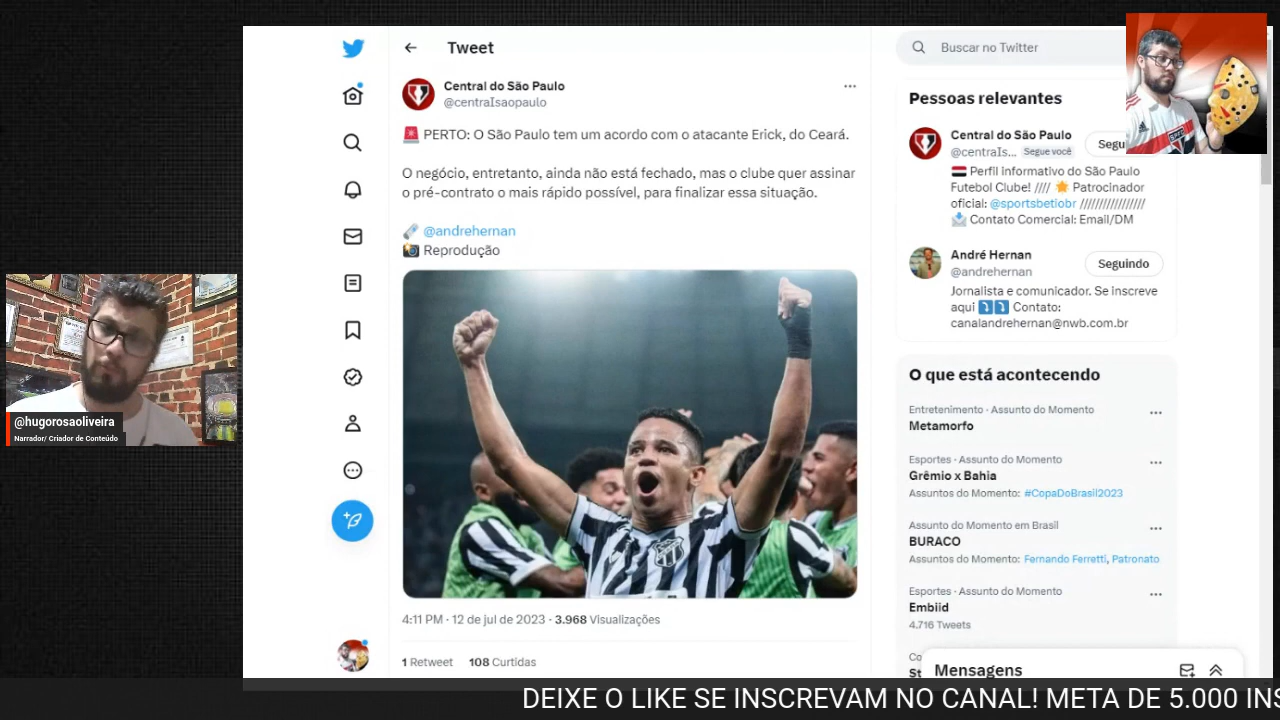 Tweet
Buscar no Twitter
Central do São Paulo
@centraIsaopaulo
PERTO: O São Paulo tem um acordo com o atacante Erick, do Ceará.
O negócio, entretanto, ainda não está fechado, mas o clube quer assinar
o pré-contrato o mais rápido possível, para finalizar essa situação.
@andrehernan
Reprodução
4:11 PM · 12 de jul de 2023 · 3.968 Visualizações
1 Retweet 108 Curtidas
Pessoas relevantes
Central do São Paulo
@centraIs... Segue você
Segu
Perfil informativo do São Paulo
Futebol Clube! //// Patrocinador
oficial: @sportsbetiobr ////////////////
Contato Comercial: Email/DM
André Hernan
@andrehernan
Seguindo
Jornalista e comunicador. Se inscreve
aqui Contato:
canalandrehernan@nwb.com.br
O que está acontecendo
Entretenimento · Assunto do Momento
Metamorfo
Esportes · Assunto do Momento
Grêmio x Bahia
Assuntos do Momento: #CopaDoBrasil2023
Assunto do Momento em Brasil
BURACO
Assuntos do Momento: Fernando Ferretti, Patronato
Esportes · Assunto do Momento
Embiid
4.716 Tweets
Co
St
Mensagens
@hugorosaoliveira
Narrador/ Criador de Conteúdo
DEIXE O LIKE SE INSCREVAM NO CANAL! META DE 5.000 INS